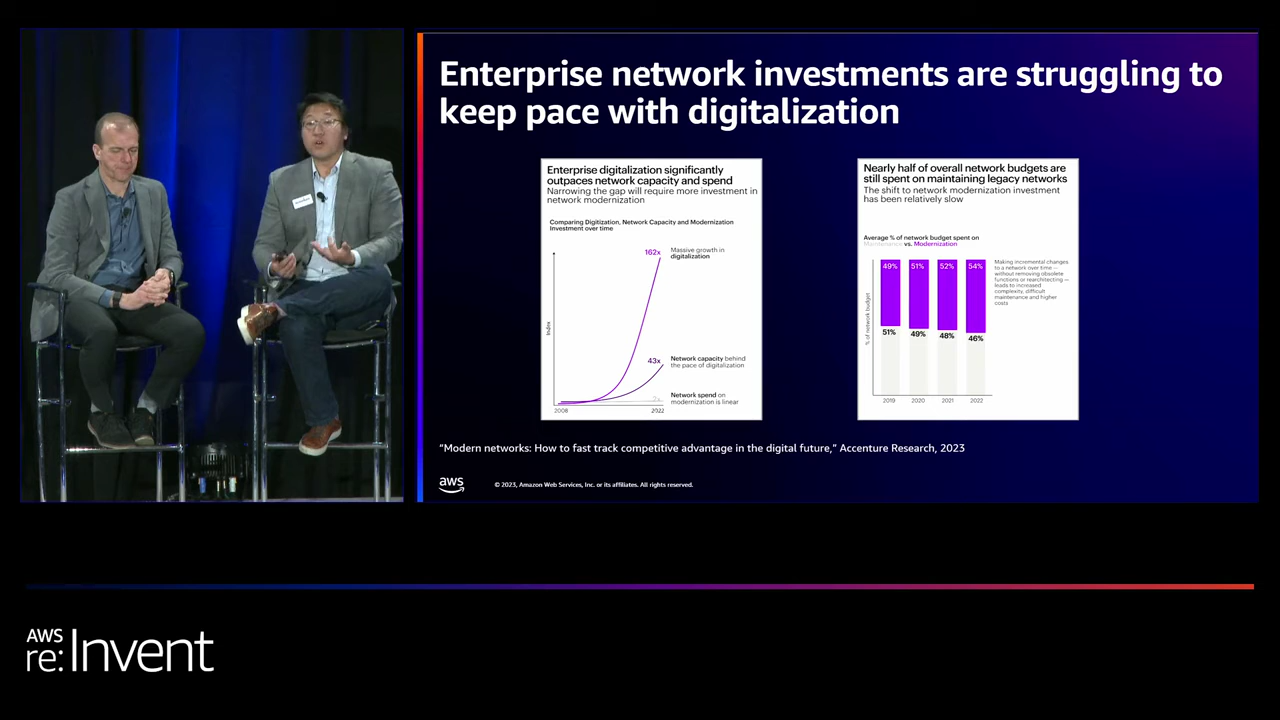 Enterprise network investments are struggling to
keep pace with digitalization
Enterprise digitalization significantly
outpaces network capacity and spend
Narrowing the gap will require more investment in
network modernization
Comparing Digitization, Network Capacity and Modernization
Investment over time
162x
Massive growth in
digitalization
43x
Network capacity behind
the pace of digitalization
2x
Network spend on
modernization is linear
Index
2008
2022
Nearly half of overall network budgets are
still spent on maintaining legacy networks
The shift to network modernization investment
has been relatively slow
Average % of network budget spent on
Maintenance vs. Modernization
% of network budget
49%
51%
52%
54%
51%
49%
48%
46%
2019
2020
2021
2022
Making incremental changes
to a network over time —
without removing obsolete
functions or rearchitecting —
leads to increased
complexity, difficult
maintenance and higher
costs
“Modern networks: How to fast track competitive advantage in the digital future,” Accenture Research, 2023
aws
© 2023, Amazon Web Services, Inc. or its affiliates. All rights reserved.
AWS
re:Invent